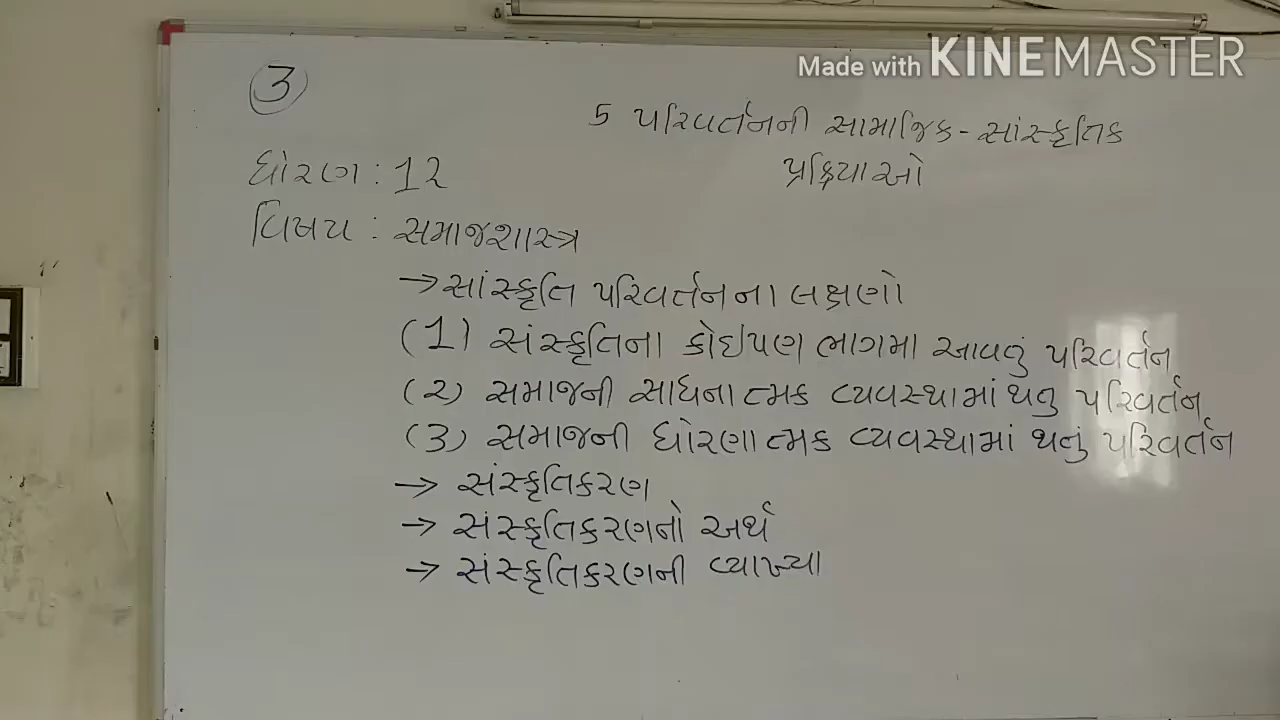 Made with KINEMASTER
3
5 પરિવર્તનની સામાજિક - સાંસ્કૃતિક
પ્રક્રિયાઓ
ધોરણ : 12
વિષય : સમાજશાસ્ત્ર
→ સાંસ્કૃતિ પરિવર્તનના લક્ષણો
(1) સંસ્કૃતિના કોઇપણ ભાગમા આવતું પરિવર્તન
(૨) સમાજની સાધનાત્મક વ્યવસ્થામાં થતુ પરિવર્તન
(3) સમાજની ધોરણાત્મક વ્યવસ્થામાં થતું પરિવર્તન
→ સંસ્કૃતિકરણ
→ સંસ્કૃતિકરણનો અર્થ
→ સંસ્કૃતિકરણની વ્યાખ્યા